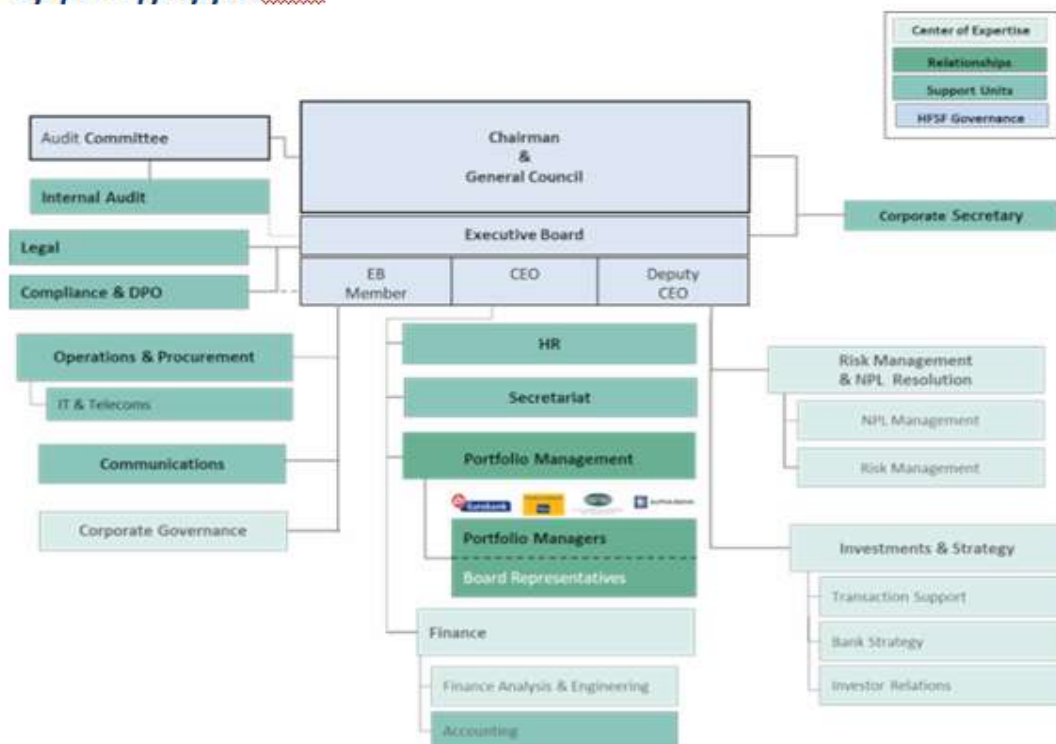 Center of Expertise
Relationships
Support Units
HFSF Governance
Audit Committee
Chairman
&
General Council
Internal Audit
Corporate Secretary
Executive Board
Legal
EB
Member
CEO
Deputy
CEO
Compliance & DPO
HR
Operations & Procurement
Risk Management
& NPL Resolution
IT & Telecoms
Secretariat
NPL Management
Communications
Portfolio Management
Risk Management
Eurobank
Corporate Governance
Portfolio Managers
Investments & Strategy
Board Representatives
Transaction Support
Finance
Bank Strategy
Finance Analysis & Engineering
Investor Relations
Accounting